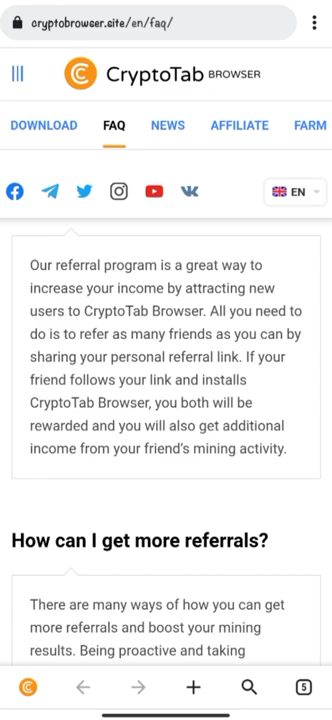 cryptobrowser.site/en/faq/
CryptoTab BROWSER
DOWNLOAD FAQ NEWS AFFILIATE FARM
EN
Our referral program is a great way to
increase your income by attracting new
users to CryptoTab Browser. All you need to
do is to refer as many friends as you can by
sharing your personal referral link. If your
friend follows your link and installs
CryptoTab Browser, you both will be
rewarded and you will also get additional
income from your friend's mining activity.
How can I get more referrals?
There are many ways of how you can get
more referrals and boost your mining
results. Being proactive and taking
5